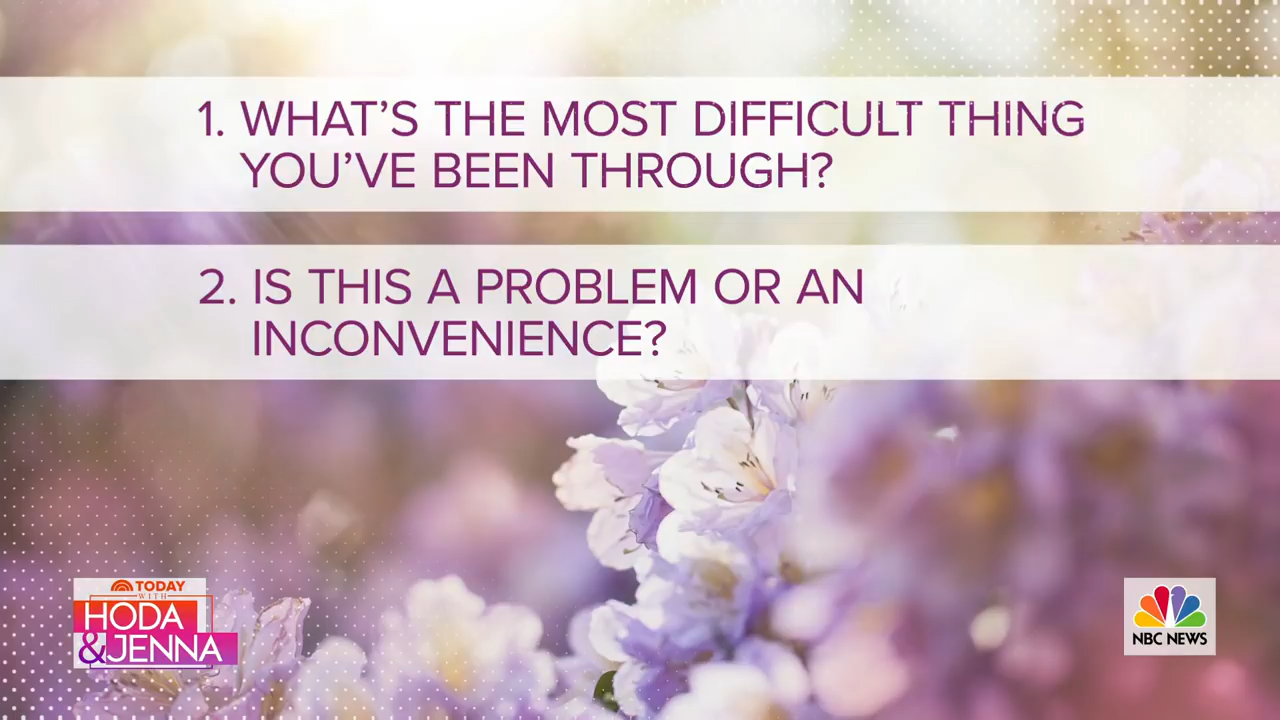 1. WHAT'S THE MOST DIFFICULT THING
YOU'VE BEEN THROUGH?
2. IS THIS A PROBLEM OR AN
INCONVENIENCE?
TODAY
WITH
HODA
&JENNA
NBC NEWS